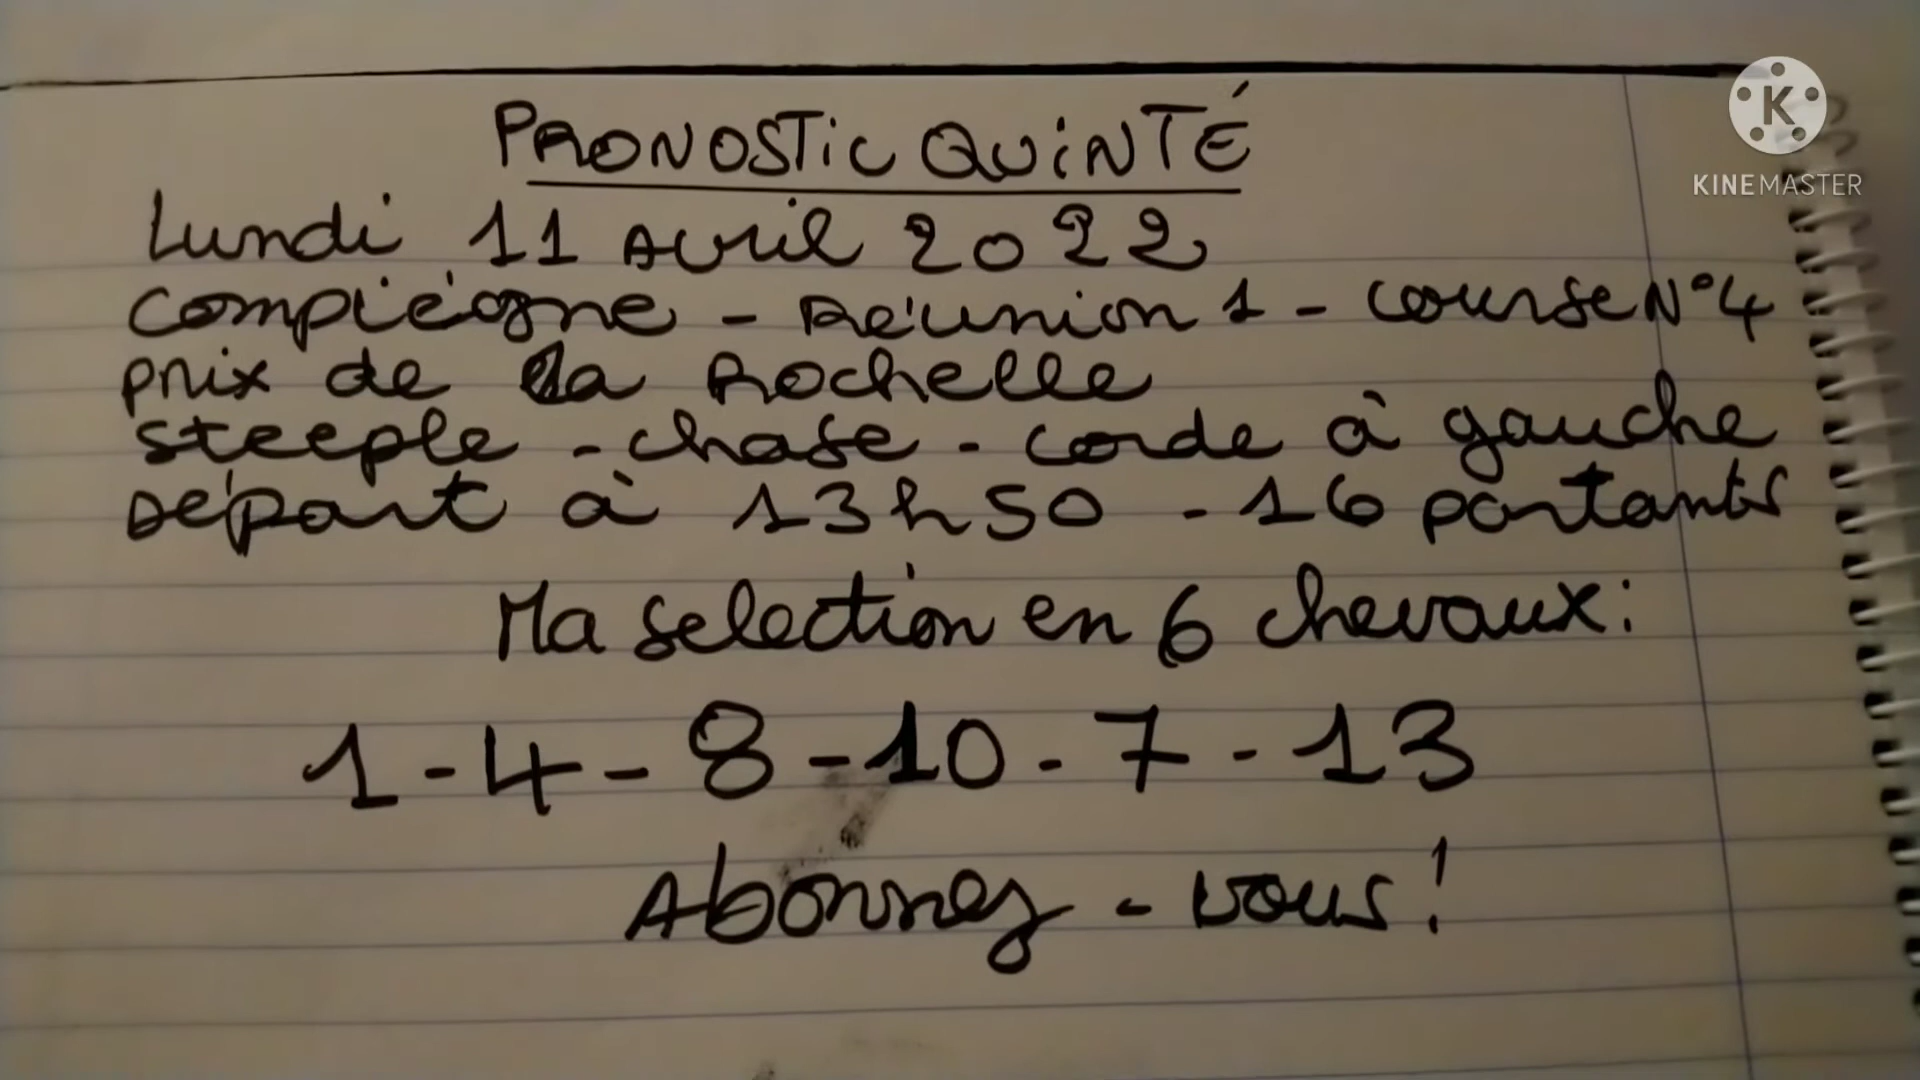 PRONOSTIC QUINTÉ
Lundi 11 Avril 2022
Compiégne - Réunion 1 - Course N°4
prix de La Rochelle
steeple - chase - corde à gauche
Départ à 13h50 - 16 partants
Ma selection en 6 chevaux :
1 - 4 - 8 - 10 - 7 - 13
Abonnez - vous !
K
KINEMASTER